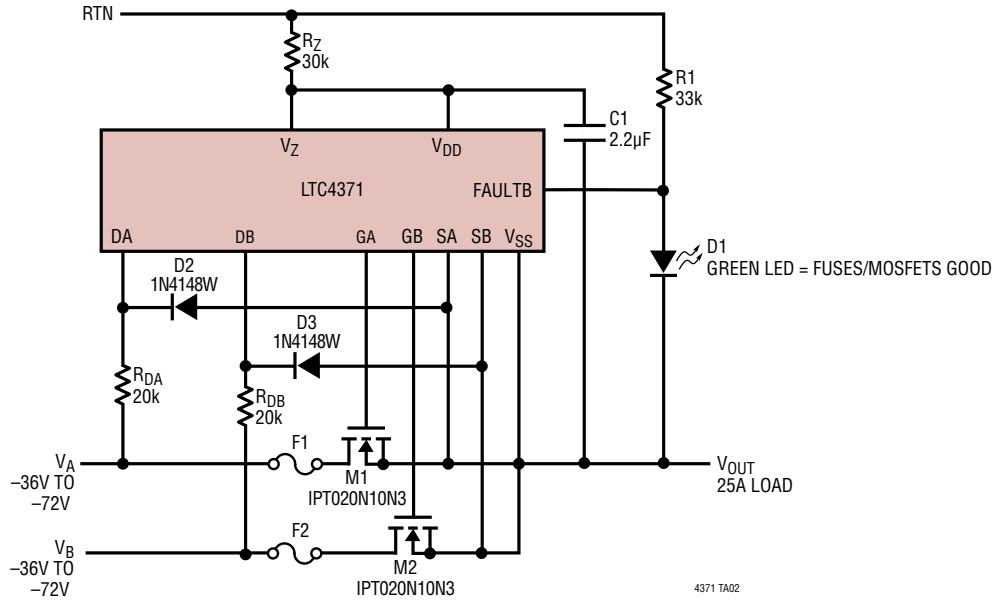 RTN
RZ
30k
R1
33k
C1
2.2µF
VZ
VDD
LTC4371
FAULTB
DA
DB
GA
GB
SA
SB
VSS
D1
GREEN LED = FUSES/MOSFETS GOOD
D2
1N4148W
D3
1N4148W
RDA
20k
RDB
20k
F1
VA
–36V TO
–72V
M1
IPT020N10N3
VOUT
25A LOAD
F2
VB
–36V TO
–72V
M2
IPT020N10N3
4371 TA02